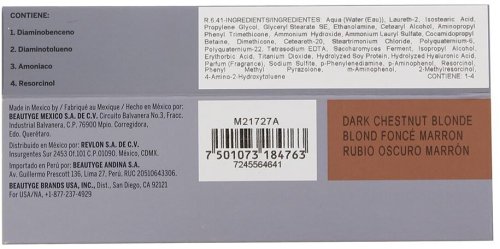 CONTIENE:
1. Diaminobenceno
2. Diaminotolueno
3. Amoniaco
4. Resorcinol
R 6.41-INGREDIENTS/INGREDIENTES: Aqua (Water (Eau)), Laureth-2, Isostearic Acid,
Propylene Glycol, Glyceryl Stearate SE, Ethanolamine, Cocamidopropyl Betaine, Aminopropyl
Phenyl Trimethicone, Ammonium Hydroxide, Ammonium Lauryl Sulfate, Cocamidopropyl
Betaine, Dimethicone, Ceteareth-20, Steartrimonium Chloride, Polyquaternium-6,
Polyquaternium-22, Tetrasodium EDTA, Saccharomyces Ferment, Isopropyl Alcohol,
Erythorbic Acid, Titanium Dioxide, Hydrolyzed Soy Protein, Hydrolyzed Hyaluronic Acid,
Parfum (Fragrance), Sodium Sulfite, p-Phenylenediamine, p-Aminophenol, Resorcinol,
Phenyl Methyl Pyrazolone, m-Aminophenol, 2-Methylresorcinol,
4-Amino-2-Hydroxytoluene CONTIENE: 1-4
Made in Mexico by / Fabriqué au Mexique / Hecho en México por:
BEAUTYGE MEXICO S.A. DE C.V. Circuito Balvanera No.3, Fracc.
Industrial Balvanera, C.P. 76900 Mpio. Corregidora,
Edo. Querétaro.
Distribuido en México por: REVLON S.A. DE C.V.
Insurgentes Sur 2453 Of.101 C.P. 01090. México, CDMX.
Importado en Perú por: BEAUTYGE ANDINA S.A.
Av. Guillermo Prescott 136, Lima 27, Perú. RUC 20510643306.
BEAUTYGE BRANDS USA, INC., Dist., San Diego, CA 92121
For USA/NA, +1-877-237-4929
M21727A
7 501073 184763
7245564641
DARK CHESTNUT BLONDE
BLOND FONCÉ MARRON
RUBIO OSCURO MARRÓN